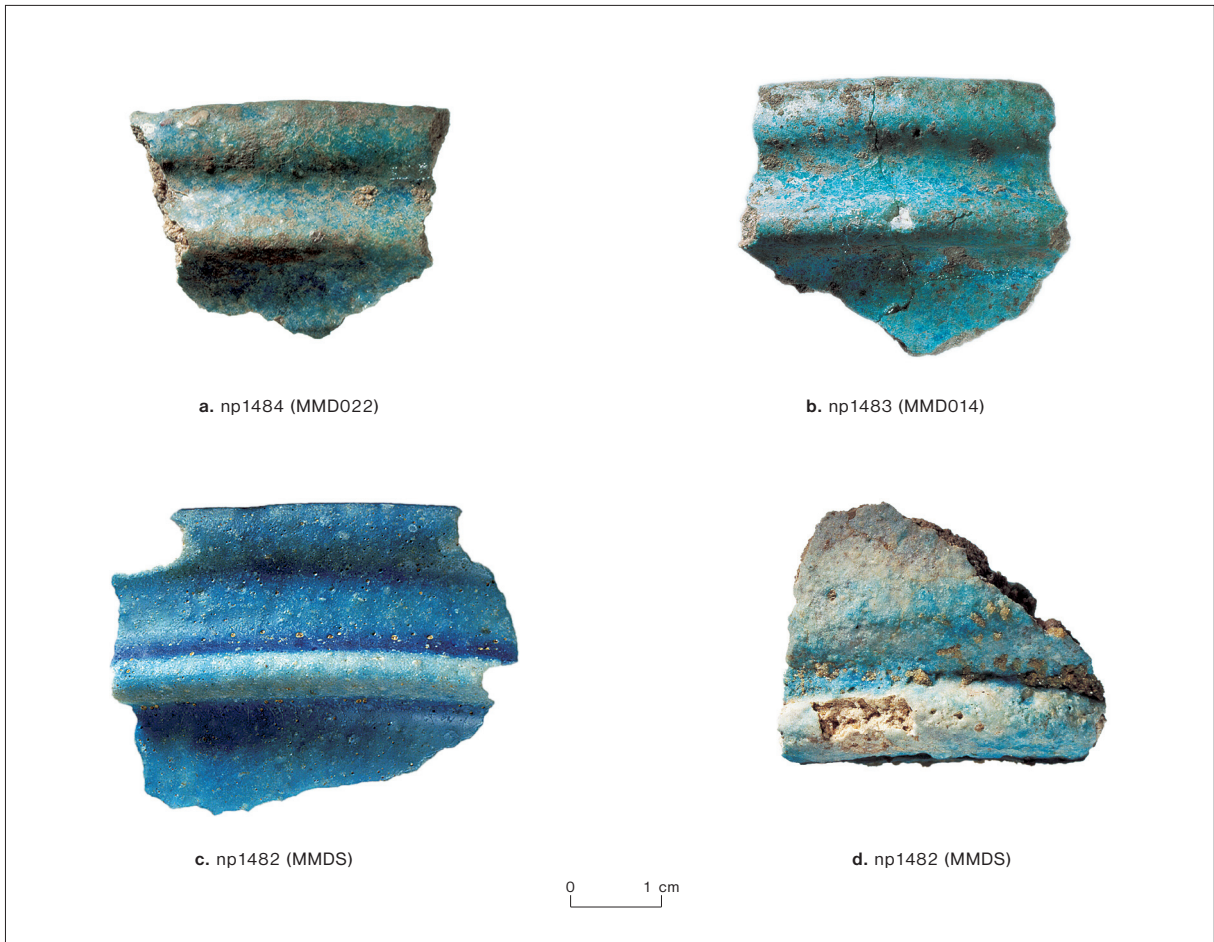 a. np1484 (MMD022)
b. np1483 (MMD014)
c. np1482 (MMDS)
d. np1482 (MMDS)
0 1 cm